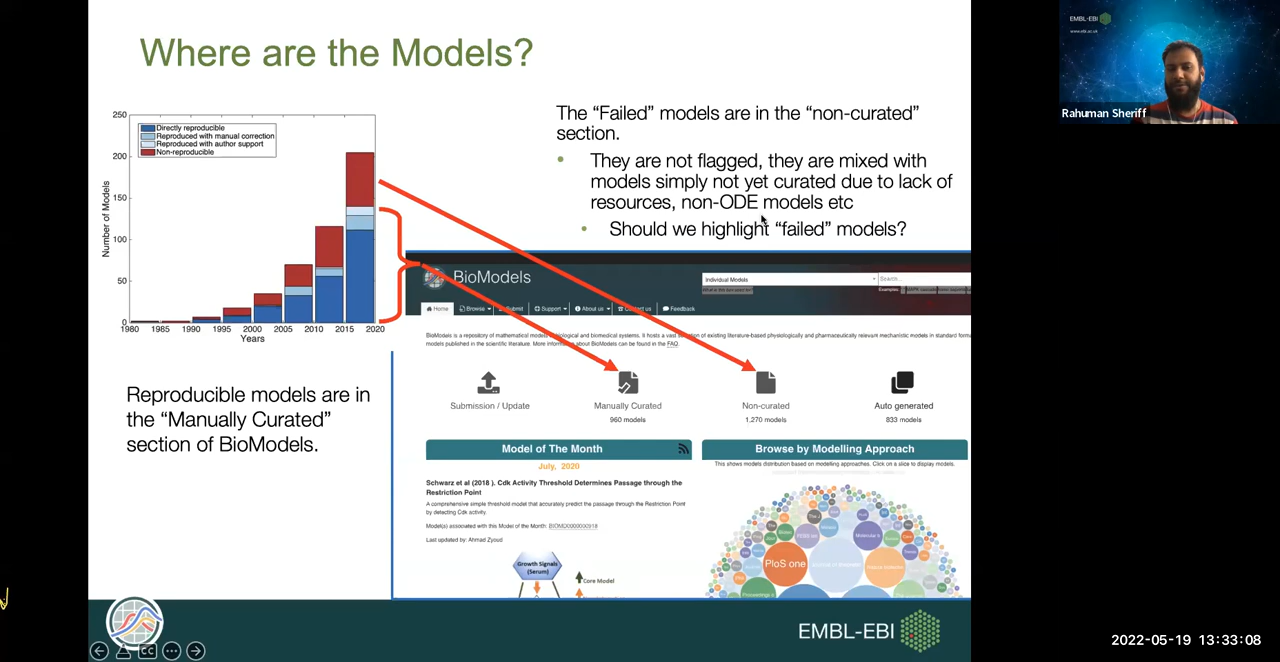 Where are the Models?
250
200
150
100
50
0
Number of Models
Directly reproducible
Reproduced with manual correction
Reproduced with author support
Non-reproducible
1980 1985 1990 1995 2000 2005 2010 2015 2020
Years
Reproducible models are in
the “Manually Curated”
section of BioModels.
The “Failed” models are in the “non-curated”
section.
They are not flagged, they are mixed with
models simply not yet curated due to lack of
resources, non-ODE models etc
Should we highlight “failed” models?
BioModels
Individual Models
Search...
Examples:
Home
Browse
Submit
Support
About us
Contact us
Feedback
BioModels is a repository of mathematical models of biological and biomedical systems. It hosts a vast selection of existing literature-based physiologically and pharmaceutically relevant mechanistic models in standard
models published in the scientific literature. More information about BioModels can be found in the FAQ.
Submission / Update
Manually Curated
960 models
Non-curated
1,270 models
Auto generated
833 models
Model of The Month
July, 2020
Schwarz et al (2018 ). Cdk Activity Threshold Determines Passage through the
Restriction Point
A comprehensive simple threshold model that accurately predict the passage through the Restriction Point
by detecting Cdk activity.
Last updated by: Ahmad Zyoud
Growth Signals
(Serum)
Core Model
Browse by Modelling Approach
This shows models distribution based on modelling approaches. Click on a slice to display models.
PloS one
EMBL-EBI
CC
EMBL-EBI
www.ebi.ac.uk
Rahuman Sheriff
2022-05-19 13:33:08